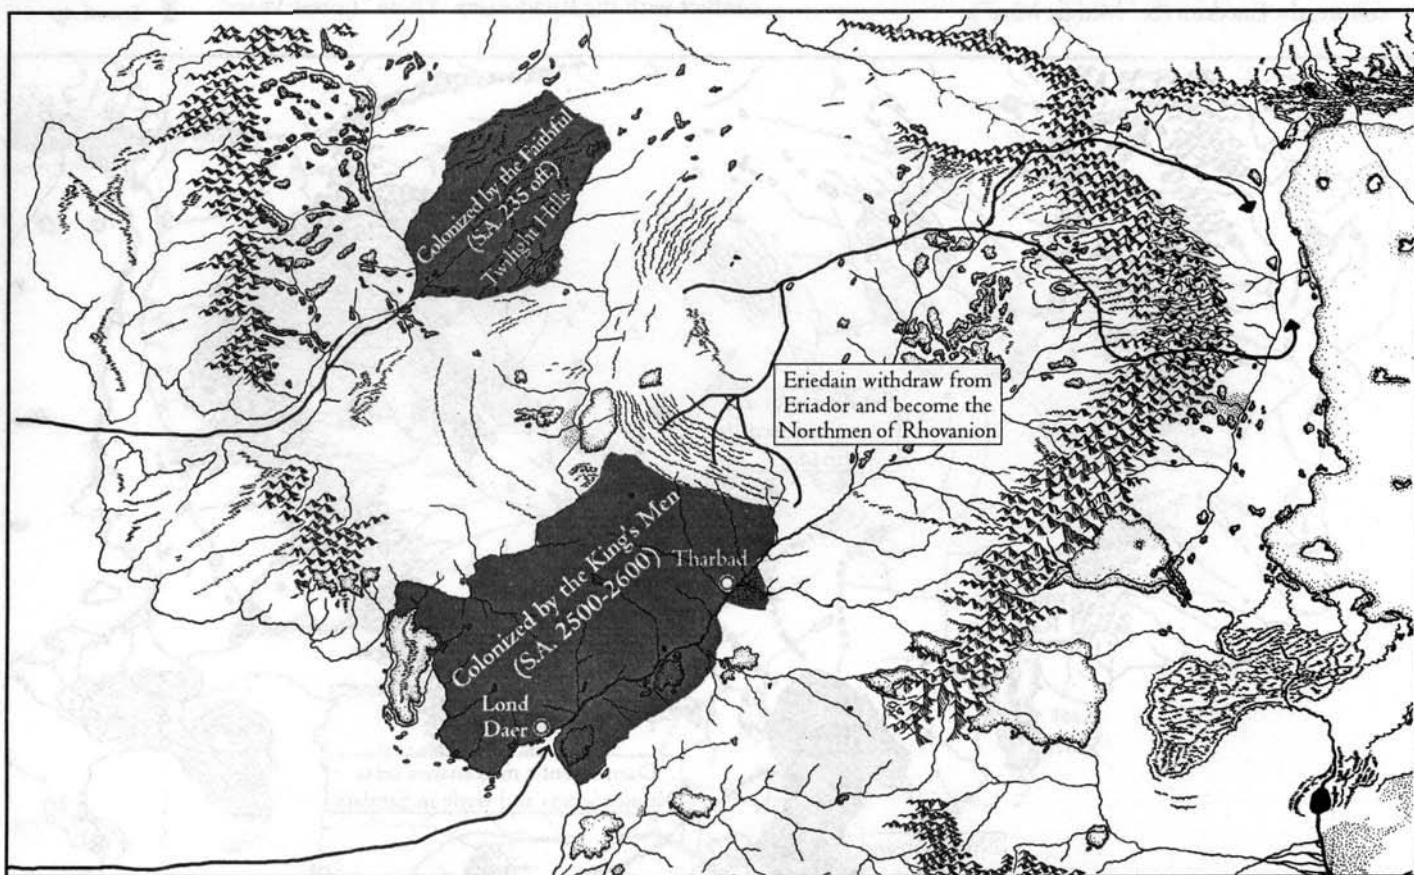 Colonized by the Faithful
(S.A. 235 off.)
Twilight Hills
Eriedain withdraw from
Eriador and become the
Northmen of Rhovanion
Colonized by the King's Men
(S.A. 2500-2600)
Tharbad
Lond
Daer